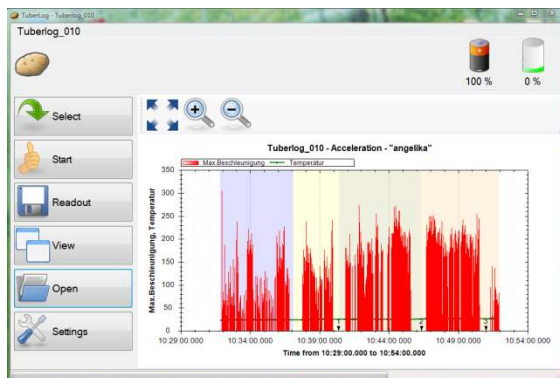 TuberLog - Tuberlog_010
Tuberlog_010
100 %
0 %
Select
Start
Readout
View
Open
Settings
Tuberlog_010 - Acceleration - "angelika"
Max.Beschleunigung
Temperatur
Max.Beschleunigung, Temperatur
350
300
250
200
150
100
50
0
1
2
3
10:29:00.000
10:34:00.000
10:39:00.000
10:44:00.000
10:49:00.000
10:54:00.000
Time from 10:29:00.000 to 10:54:00.000